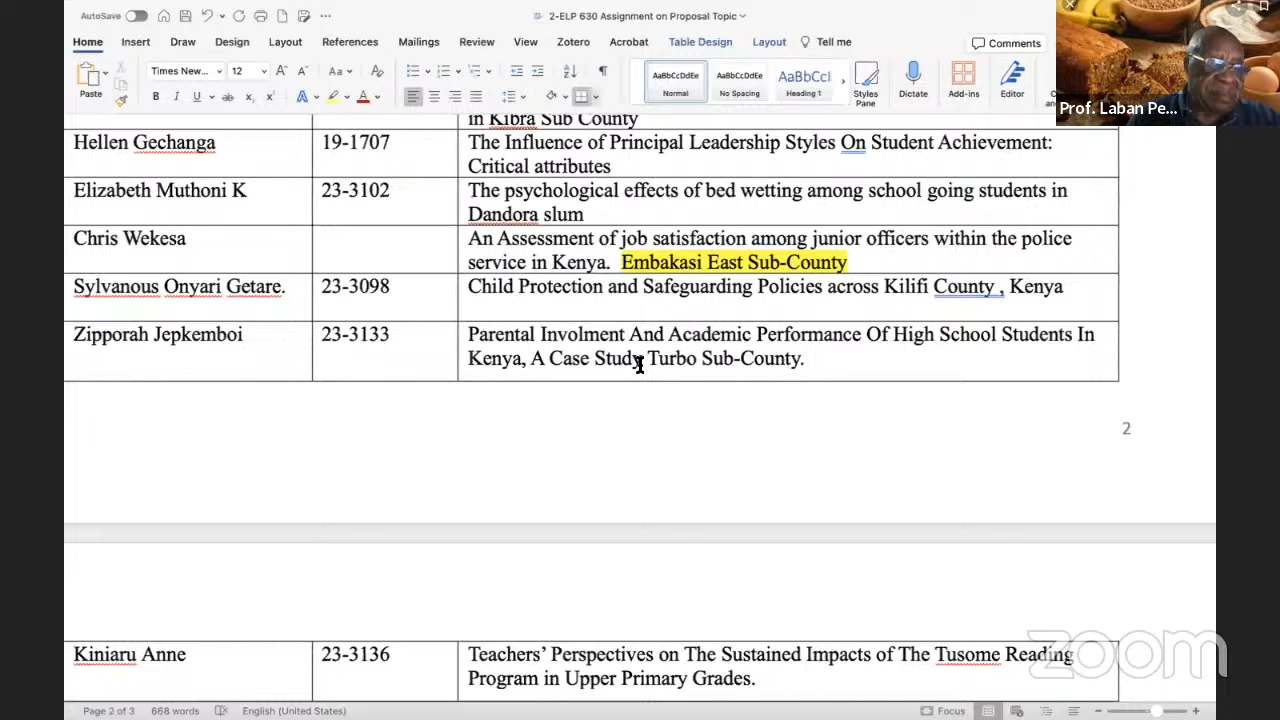 AutoSave
2-ELP 630 Assignment on Proposal Topic
Home Insert Draw Design Layout References Mailings Review View Zotero Acrobat Table Design Layout Tell me
Comments
Paste
Times New... 12
AaBbCcDdEe Normal
AaBbCcDdEe No Spacing
AaBbCcI Heading 1
Styles Pane
Dictate
Add-ins
Editor
Prof. Laban Pe...
in Kibra Sub County
Hellen Gechanga 19-1707 The Influence of Principal Leadership Styles On Student Achievement:
Critical attributes
Elizabeth Muthoni K 23-3102 The psychological effects of bed wetting among school going students in
Dandora slum
Chris Wekesa An Assessment of job satisfaction among junior officers within the police
service in Kenya. Embakasi East Sub-County
Sylvanous Onyari Getare. 23-3098 Child Protection and Safeguarding Policies across Kilifi County , Kenya
Zipporah Jepkemboi 23-3133 Parental Involment And Academic Performance Of High School Students In
Kenya, A Case Study Turbo Sub-County.
2
Kiniaru Anne 23-3136 Teachers' Perspectives on The Sustained Impacts of The Tusome Reading
Program in Upper Primary Grades.
zoom
Page 2 of 3 668 words English (United States) Focus